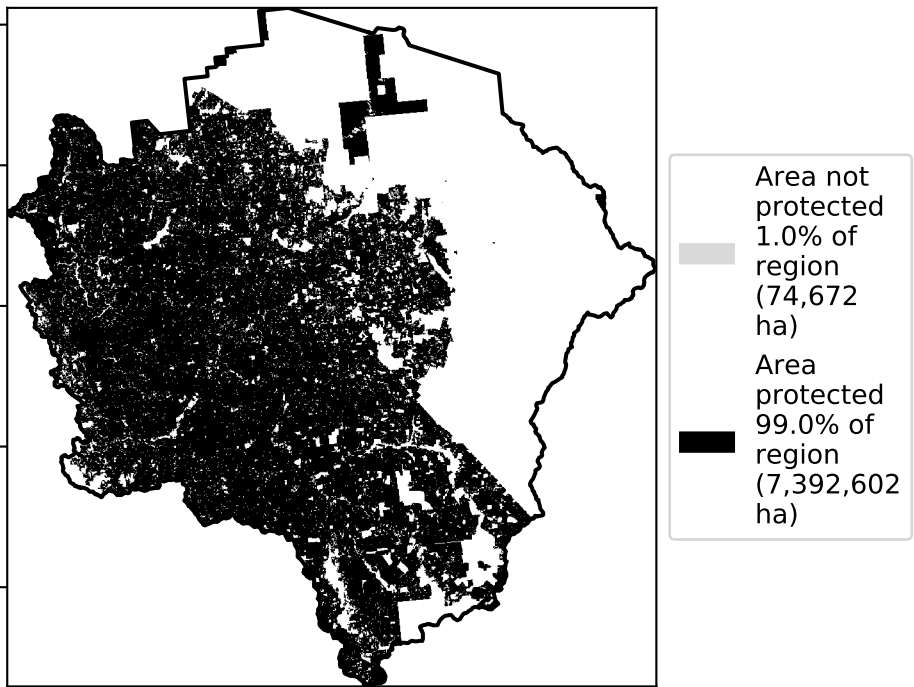 Area not
protected
1.0% of
region
(74,672
ha)
Area
protected
99.0% of
region
(7,392,602
ha)